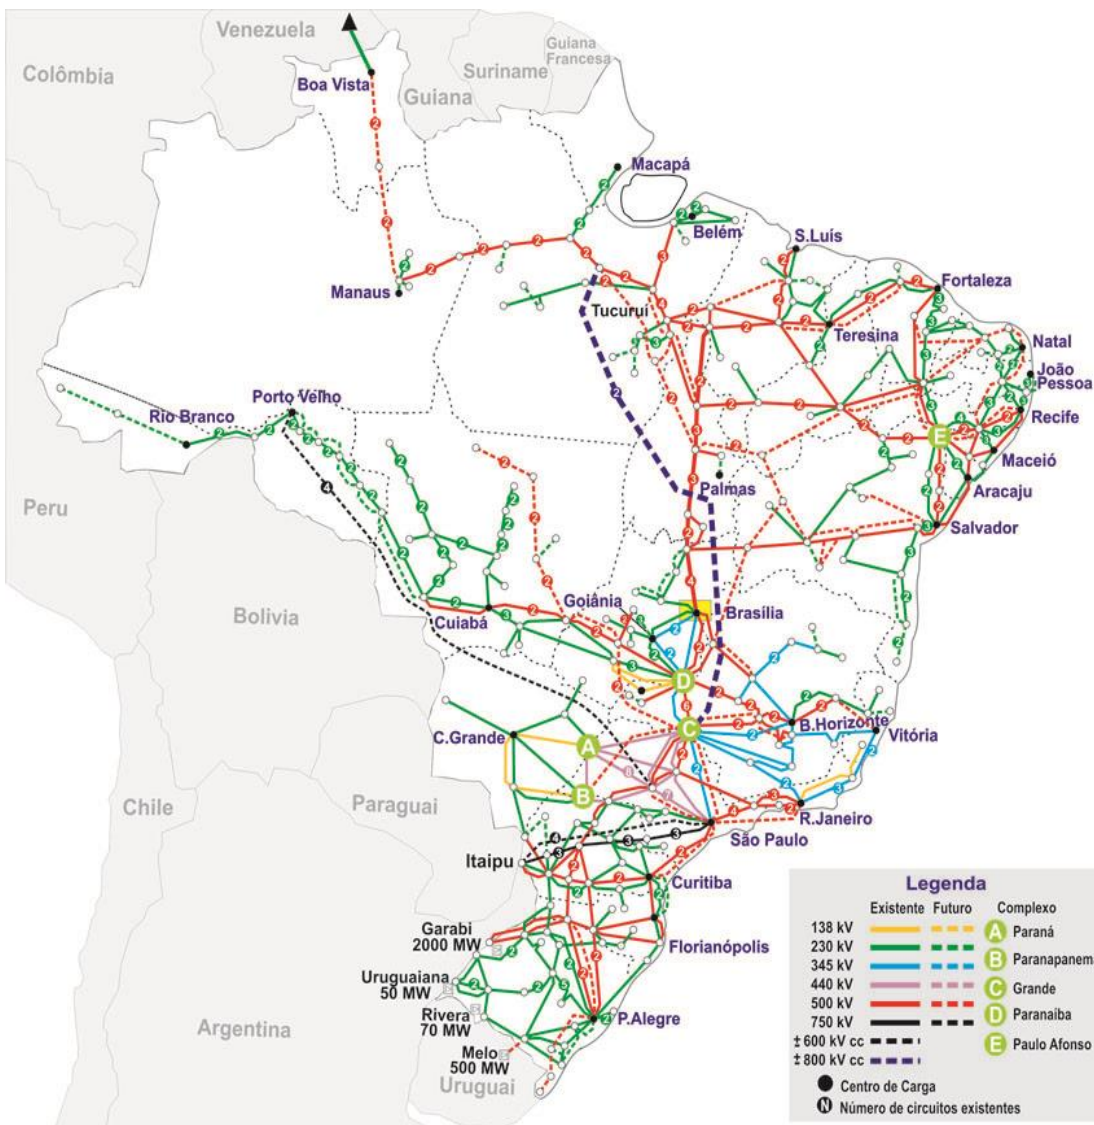 Venezuela
Guiana
Francesa
Colômbia
Suriname
Boa Vista
Guiana
Macapá
Belém
S.Luís
Manaus
Fortaleza
Tucuruí
Teresina
Natal
João
Pessoa
Porto Velho
Rio Branco
Recife
E
Maceió
Palmas
Aracaju
Peru
Salvador
Goiânia
Brasília
Bolivia
Cuiabá
D
C
B.Horizonte
Vitória
C.Grande
A
B
Chile
Paraguai
R.Janeiro
São Paulo
Itaipu
Curitiba
Garabi
2000 MW
Florianópolis
Uruguaiana
50 MW
Rivera
70 MW
P.Alegre
Argentina
Melo
500 MW
Uruguai
Legenda
Existente Futuro Complexo
138 kV A Paraná
230 kV
345 kV B Paranapanem
440 kV C Grande
500 kV D Paranaíba
750 kV
± 600 kV cc E Paulo Afonso
± 800 kV cc
Centro de Carga
N Número de circuitos existentes